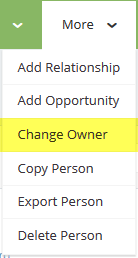 More
Add Relationship
Add Opportunity
Change Owner
Copy Person
Export Person
Delete Person